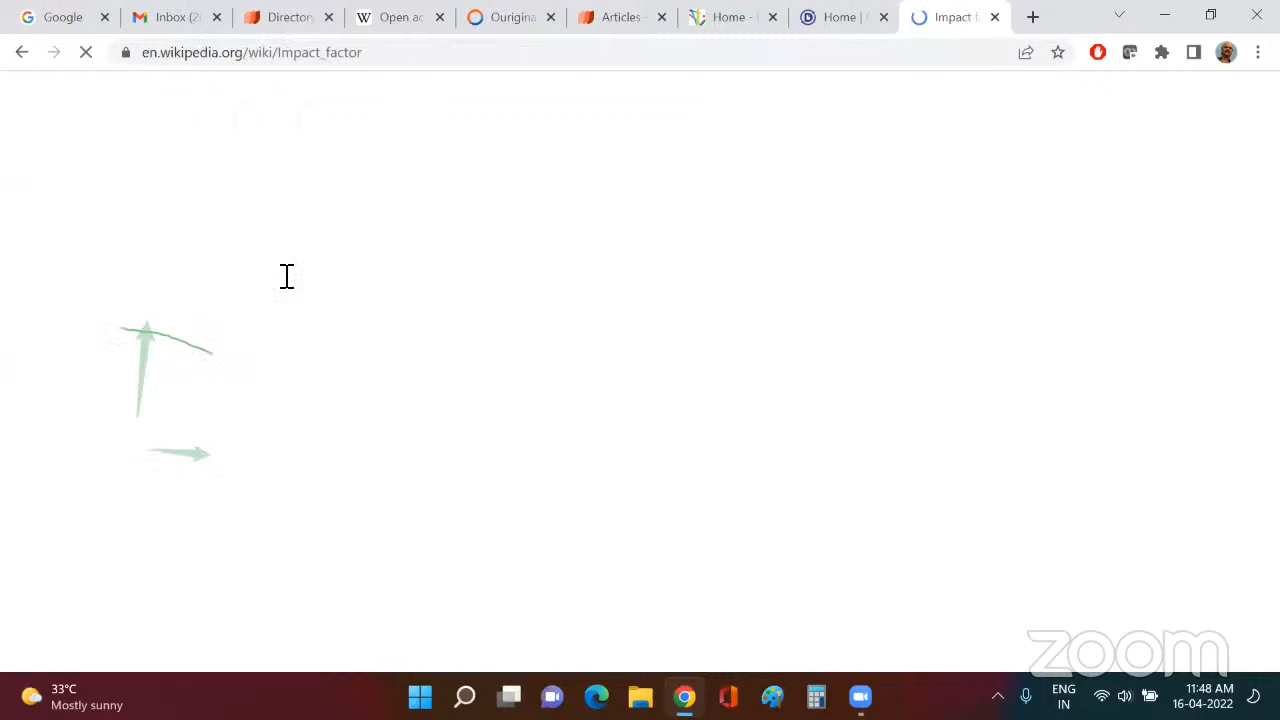 Google
Inbox (2
Directory
Open ac
Ourigina
Articles -
Home -
Home |
Impact f
en.wikipedia.org/wiki/Impact_factor
zoom
33°C
Mostly sunny
ENG
IN
11:48 AM
16-04-2022